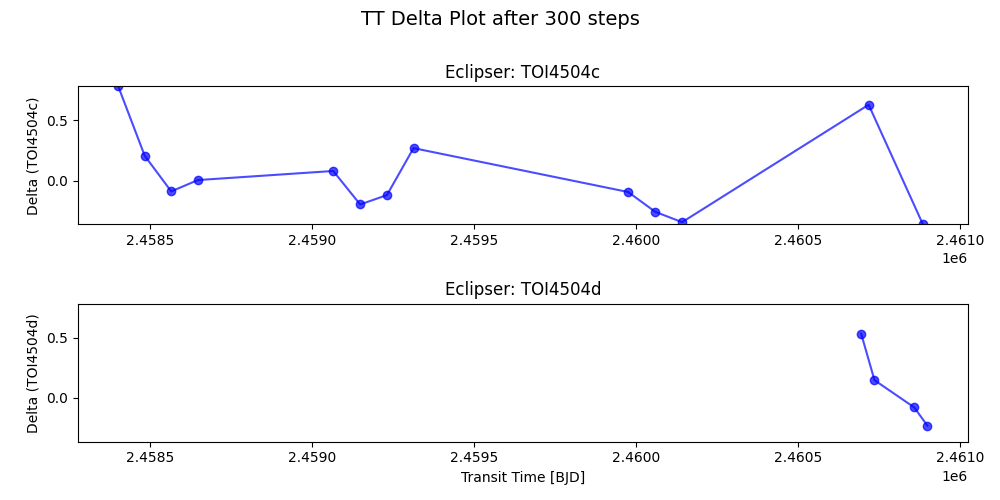 TT Delta Plot after 300 steps
Eclipser: TOI4504c
Delta (TOI4504c)
0.5
0.0
2.4585 2.4590 2.4595 2.4600 2.4605 2.4610
1e6
Eclipser: TOI4504d
Delta (TOI4504d)
0.5
0.0
2.4585 2.4590 2.4595 2.4600 2.4605 2.4610
1e6
Transit Time [BJD]